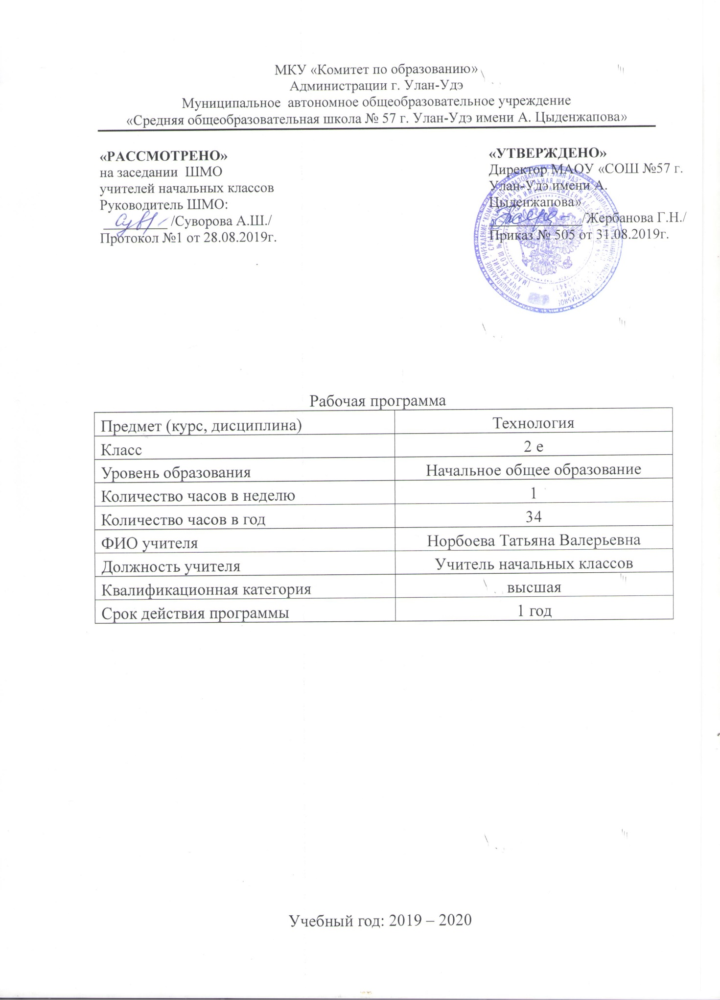 МКУ «Комитет по образованию»
Администрации г. Улан-Удэ
Муниципальное автономное общеобразовательное учреждение
«Средняя общеобразовательная школа № 57 г. Улан-Удэ имени А. Цыденжапова»
«РАССМОТРЕНО»
на заседании ШМО
учителей начальных классов
Руководитель ШМО:
/Суворова А.Ш./
Протокол №1 от 28.08.2019г.
«УТВЕРЖДЕНО»
Директор МАОУ «СОШ №57 г.
Улан-Удэ имени А.
Цыденжапова»
/Жербанова Г.Н./
Приказ № 505 от 31.08.2019г.
Рабочая программа
Предмет (курс, дисциплина) Технология
Класс 2 е
Уровень образования Начальное общее образование
Количество часов в неделю 1
Количество часов в год 34
ФИО учителя Норбоева Татьяна Валерьевна
Должность учителя Учитель начальных классов
Квалификационная категория высшая
Срок действия программы 1 год
Учебный год: 2019 – 2020